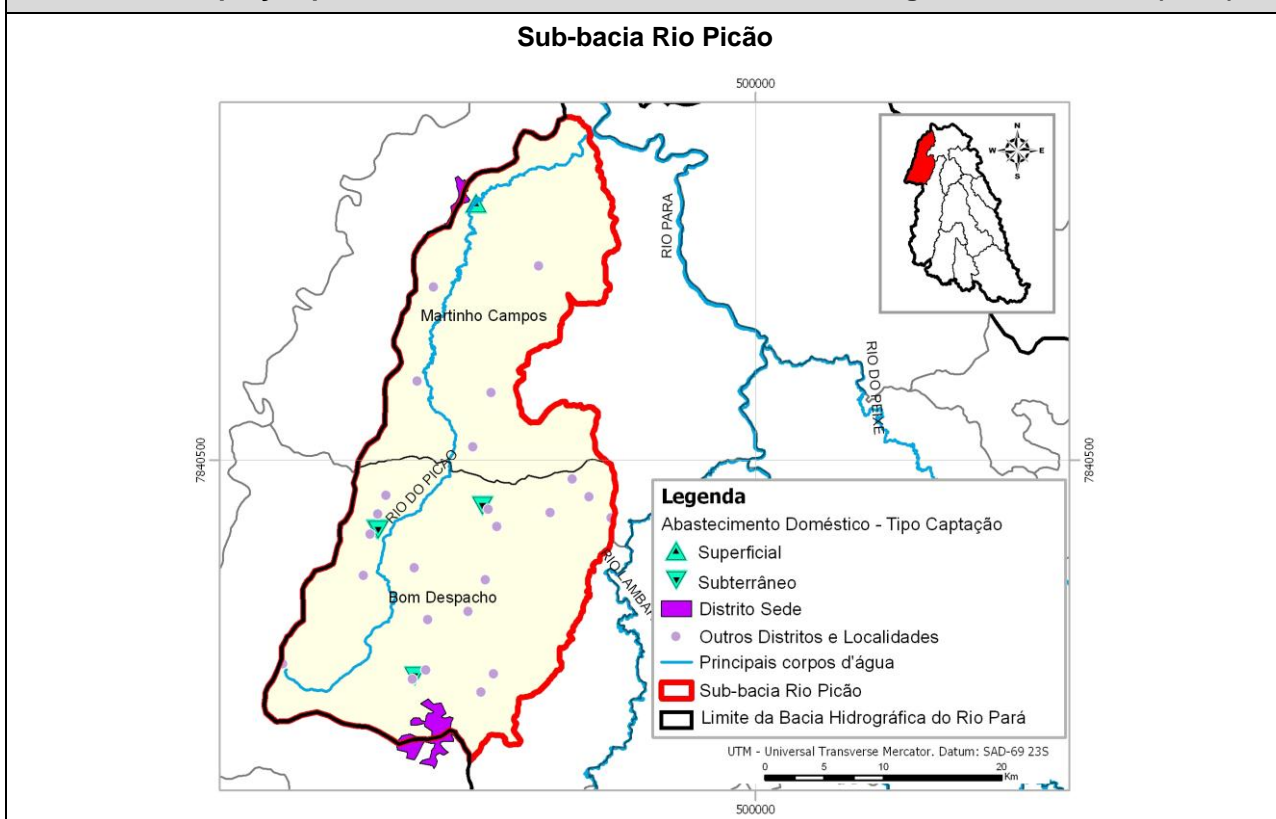 Sub-bacia Rio Picão
500000
N
W E
S
RIO PARA
Martinho Campos
RIO DO PEIXE
7840500
7840500
RIO DO PICÃO
Bom Despacho
Legenda
Abastecimento Doméstico - Tipo Captação
Superficial
Subterrâneo
Distrito Sede
Outros Distritos e Localidades
Principais corpos d'água
Sub-bacia Rio Picão
Limite da Bacia Hidrográfica do Rio Pará
UTM - Universal Transverse Mercator. Datum: SAD-69 23S
0 5 10 20
Km
500000